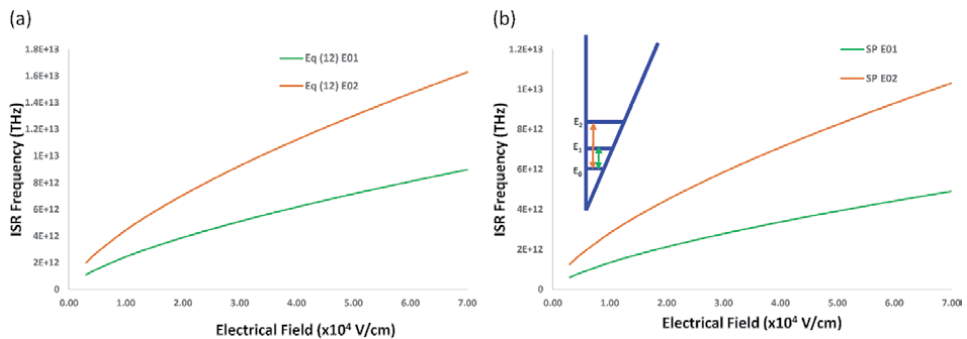 (a)
ISR Frequency (THz)
1.8E+13
1.6E+13
1.4E+13
1.2E+13
1E+13
8E+12
6E+12
4E+12
2E+12
0
Eq (12) E01
Eq (12) E02
0.00 1.00 2.00 3.00 4.00 5.00 6.00 7.00
Electrical Field (x10⁴ V/cm)
(b)
ISR Frequency (THz)
1.2E+13
1E+13
8E+12
6E+12
4E+12
2E+12
0
E₂
E₁
E₀
SP E01
SP E02
0.00 1.00 2.00 3.00 4.00 5.00 6.00 7.00
Electrical Field (x10⁴ V/cm)